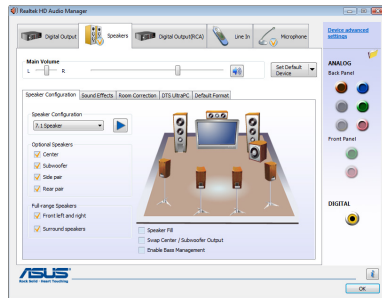 Realtek HD Audio Manager
Digital Output
Speakers
Digital Output(RCA)
Line In
Microphone
Device advanced
settings
Main Volume
L
R
Set Default
Device
ANALOG
Back Panel
Speaker Configuration
Sound Effects
Room Correction
DTS UltraPC
Default Format
Speaker Configuration
7.1 Speaker
Optional Speakers
Center
Subwoofer
Side pair
Rear pair
Full-range Speakers
Front left and right
Surround speakers
Speaker Fill
Swap Center / Subwoofer Output
Enable Bass Management
Front Panel
DIGITAL
ASUS
Rock Solid · Heart Touching
OK